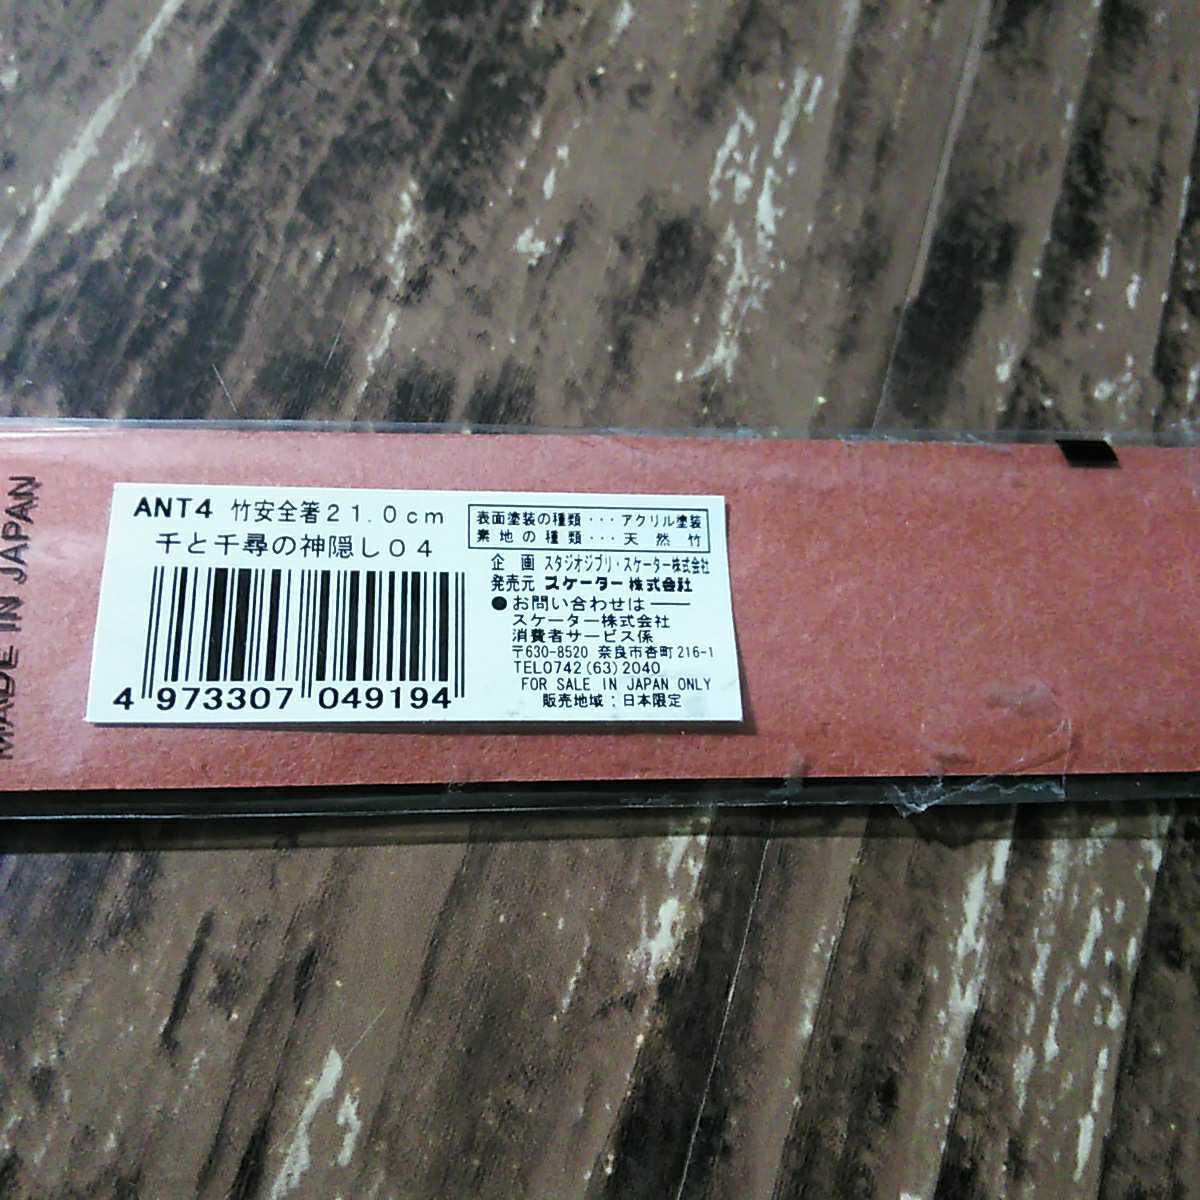 MADE IN JAPAN
ANT4 竹安全箸21.0cm
千と千尋の神隠し04
4 973307 049194
表面塗装の種類・・・アクリル塗装
素地の種類・・・天然竹
企画 スタジオジブリ・スケーター株式会社
発売元 スケーター株式会社
●お問い合わせは――
スケーター株式会社
消費者サービス係
〒630-8520 奈良市杏町216-1
TEL0742(63)2040
FOR SALE IN JAPAN ONLY
販売地域:日本限定